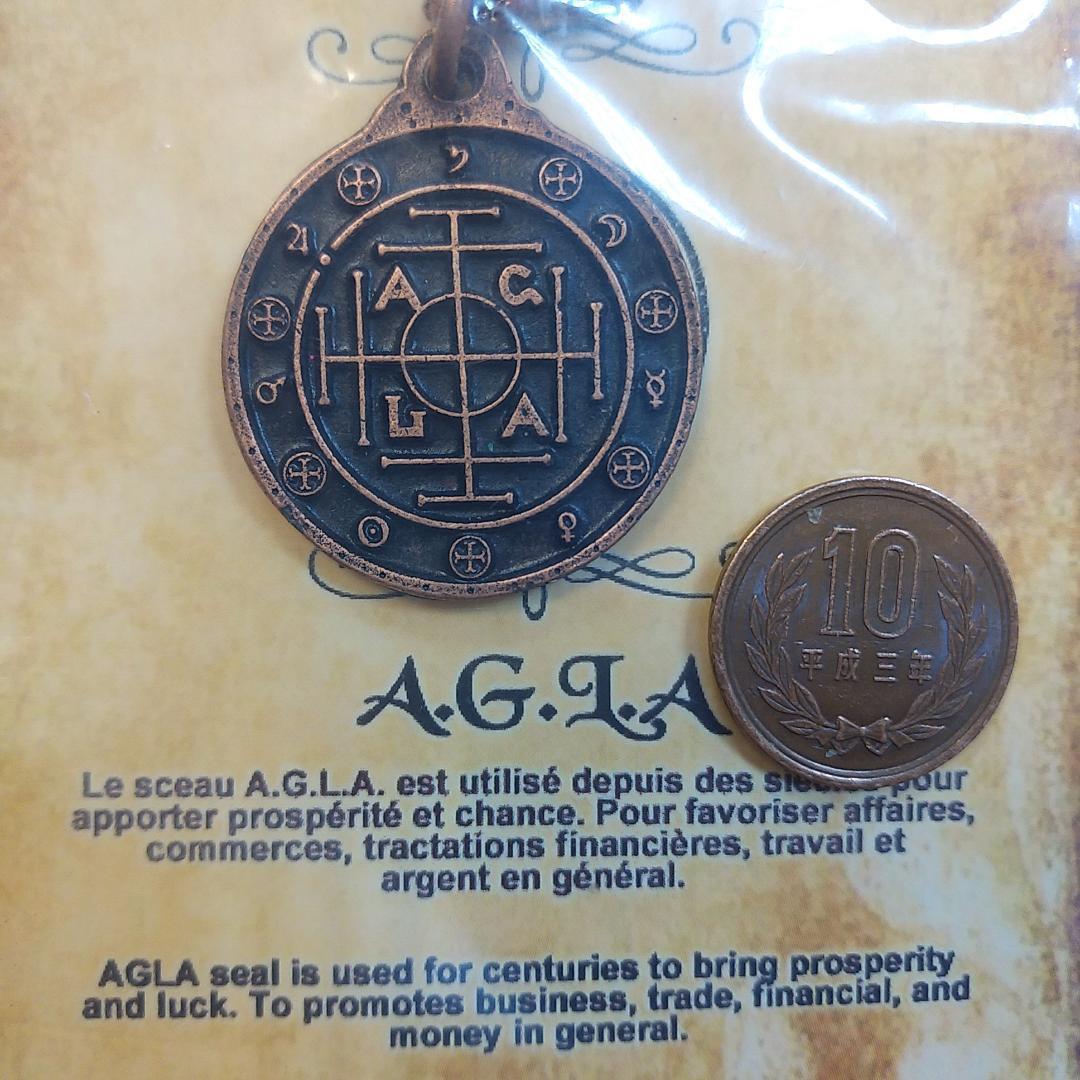 A G
L A
10
平成三年
A.G.I.A
Le sceau A.G.L.A. est utilisé depuis des pour
apporter prospérité et chance. Pour favoriser affaires,
commerces, tractations financières, travail et
argent en général.
AGLA seal is used for centuries to bring prosperity
and luck. To promotes business, trade, financial, and
money in general.